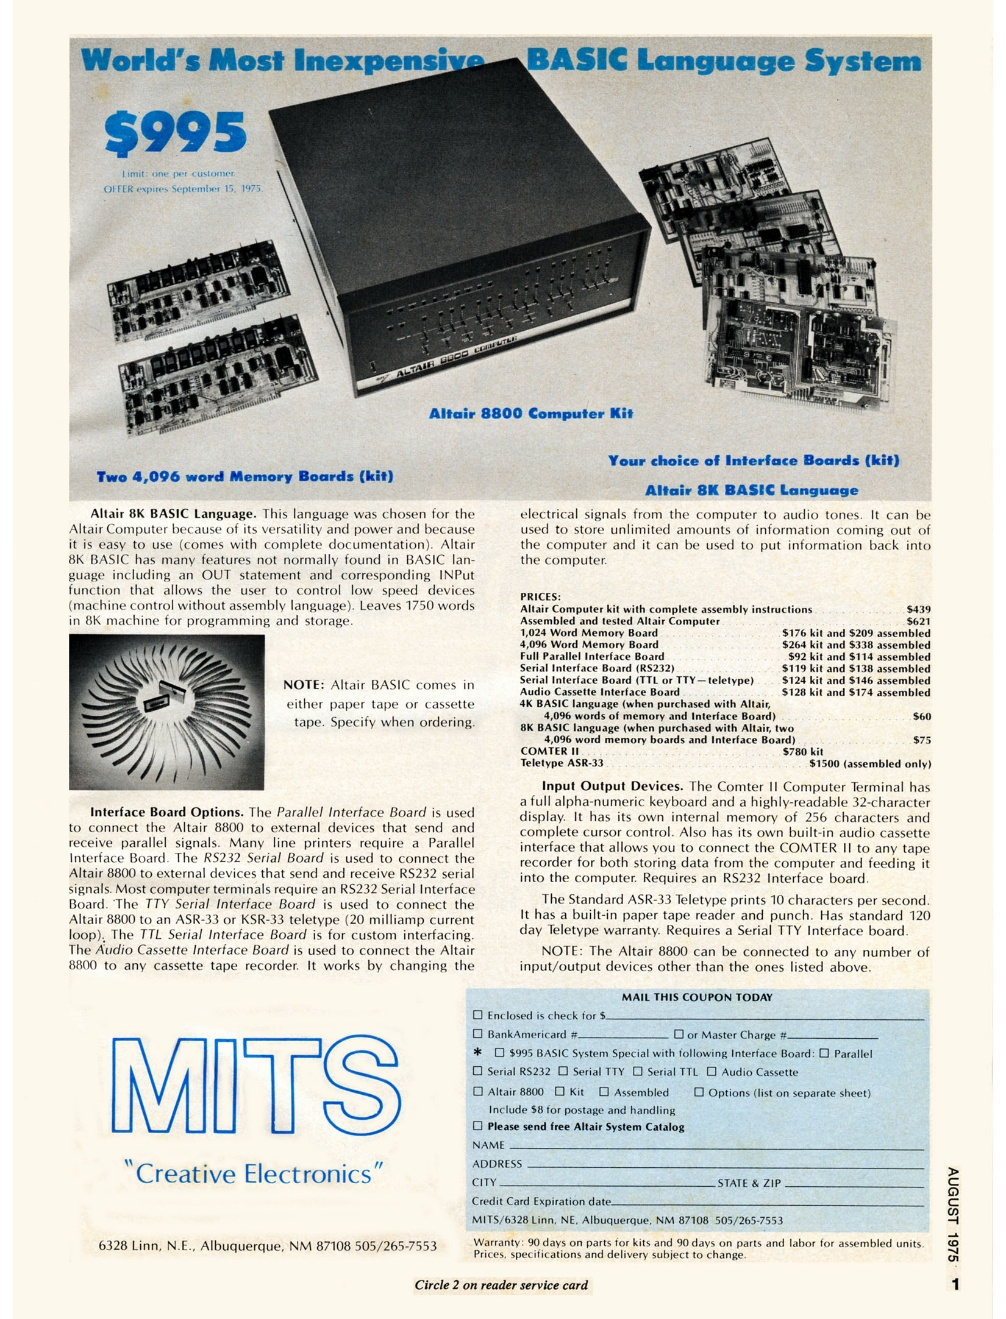 World's Most Inexpensive BASIC Language System
$995
Limit: one per customer.
OFFER expires September 15, 1975.
ALTAIR 8800 COMPUTER
Altair 8800 Computer Kit
Two 4,096 word Memory Boards (kit)
Your choice of Interface Boards (kit)
Altair 8K BASIC Language
Altair 8K BASIC Language. This language was chosen for the
Altair Computer because of its versatility and power and because
it is easy to use (comes with complete documentation). Altair
8K BASIC has many features not normally found in BASIC lan-
guage including an OUT statement and corresponding INPut
function that allows the user to control low speed devices
(machine control without assembly language). Leaves 1750 words
in 8K machine for programming and storage.
NOTE: Altair BASIC comes in
either paper tape or cassette
tape. Specify when ordering.
Interface Board Options. The Parallel Interface Board is used
to connect the Altair 8800 to external devices that send and
receive parallel signals. Many line printers require a Parallel
Interface Board. The RS232 Serial Board is used to connect the
Altair 8800 to external devices that send and receive RS232 serial
signals. Most computer terminals require an RS232 Serial Interface
Board. The TTY Serial Interface Board is used to connect the
Altair 8800 to an ASR-33 or KSR-33 teletype (20 milliamp current
loop). The TTL Serial Interface Board is for custom interfacing.
The Audio Cassette Interface Board is used to connect the Altair
8800 to any cassette tape recorder. It works by changing the
electrical signals from the computer to audio tones. It can be
used to store unlimited amounts of information coming out of
the computer and it can be used to put information back into
the computer.
PRICES:
Altair Computer kit with complete assembly instructions $439
Assembled and tested Altair Computer $621
1,024 Word Memory Board $176 kit and $209 assembled
4,096 Word Memory Board $264 kit and $338 assembled
Full Parallel Interface Board $92 kit and $114 assembled
Serial Interface Board (RS232) $119 kit and $138 assembled
Serial Interface Board (TTL or TTY—teletype) $124 kit and $146 assembled
Audio Cassette Interface Board $128 kit and $174 assembled
4K BASIC language (when purchased with Altair,
4,096 words of memory and Interface Board) $60
8K BASIC language (when purchased with Altair, two
4,096 word memory boards and Interface Board) $75
COMTER II $780 kit
Teletype ASR-33 $1500 (assembled only)
Input Output Devices. The Comter II Computer Terminal has
a full alpha-numeric keyboard and a highly-readable 32-character
display. It has its own internal memory of 256 characters and
complete cursor control. Also has its own built-in audio cassette
interface that allows you to connect the COMTER II to any tape
recorder for both storing data from the computer and feeding it
into the computer. Requires an RS232 Interface board.
The Standard ASR-33 Teletype prints 10 characters per second.
It has a built-in paper tape reader and punch. Has standard 120
day Teletype warranty. Requires a Serial TTY Interface board.
NOTE: The Altair 8800 can be connected to any number of
input/output devices other than the ones listed above.
MITS
"Creative Electronics"
6328 Linn, N.E., Albuquerque, NM 87108 505/265-7553
MAIL THIS COUPON TODAY
☐ Enclosed is check for $
☐ BankAmericard # ☐ or Master Charge #
* ☐ $995 BASIC System Special with following Interface Board: ☐ Parallel
☐ Serial RS232 ☐ Serial TTY ☐ Serial TTL ☐ Audio Cassette
☐ Altair 8800 ☐ Kit ☐ Assembled ☐ Options (list on separate sheet)
Include $8 for postage and handling
☐ Please send free Altair System Catalog
NAME
ADDRESS
CITY STATE & ZIP
Credit Card Expiration date
MITS/6328 Linn, NE, Albuquerque, NM 87108 505/265-7553
Warranty: 90 days on parts for kits and 90 days on parts and labor for assembled units.
Prices, specifications and delivery subject to change.
AUGUST 1975 1
Circle 2 on reader service card